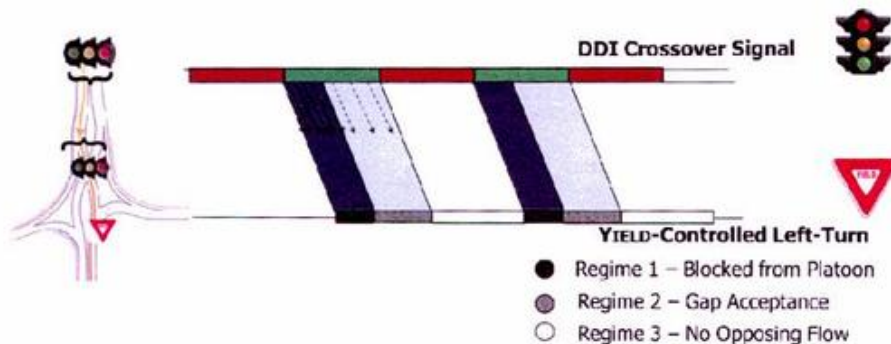 DDI Crossover Signal
YIELD
YIELD-Controlled Left-Turn
Regime 1 – Blocked from Platoon
Regime 2 – Gap Acceptance
Regime 3 – No Opposing Flow